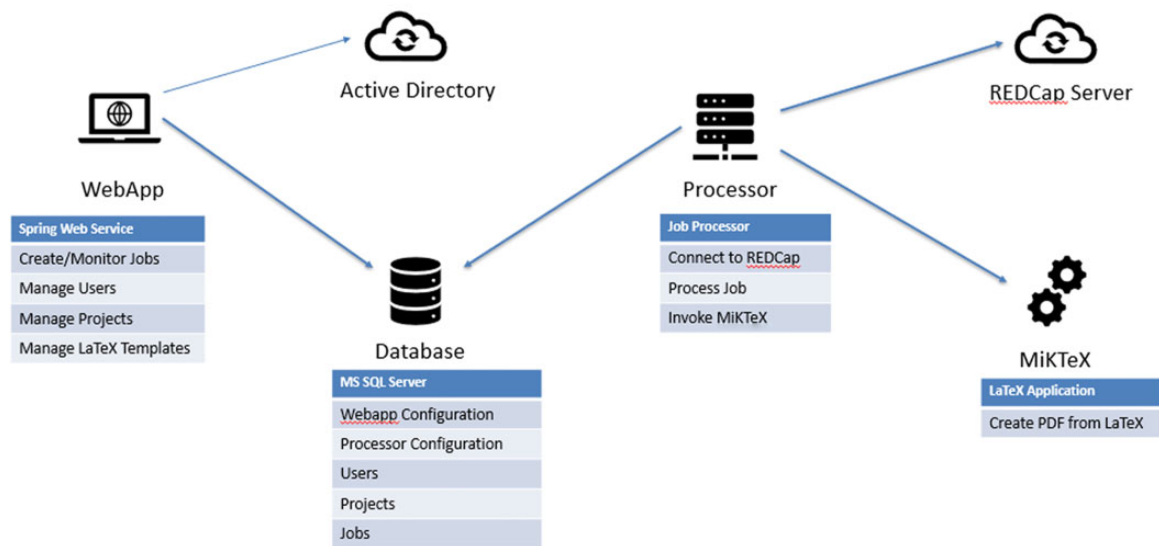 Active Directory
REDCap Server
WebApp
Spring Web Service
Create/Monitor Jobs
Manage Users
Manage Projects
Manage LaTeX Templates
Database
MS SQL Server
Webapp Configuration
Processor Configuration
Users
Projects
Jobs
Processor
Job Processor
Connect to REDCap
Process Job
Invoke MiKTeX
MiKTeX
LaTeX Application
Create PDF from LaTeX